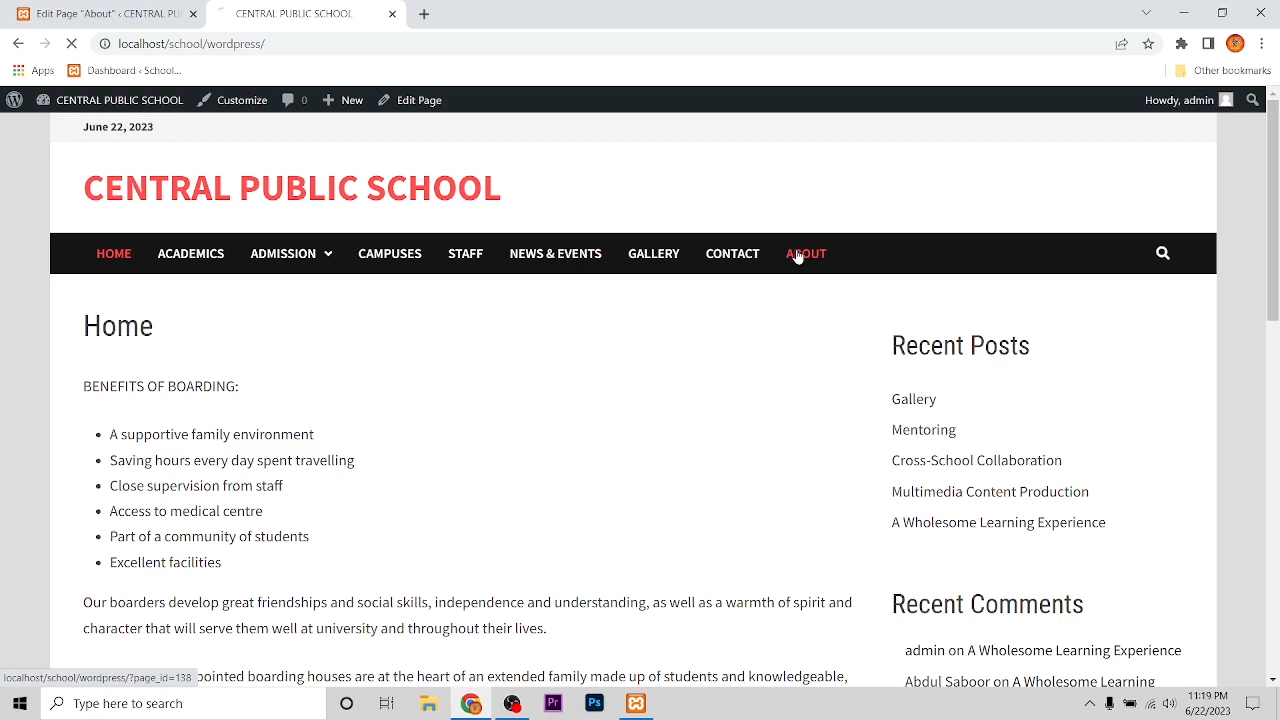 Edit Page "About" ‹ CENTRAL PU
CENTRAL PUBLIC SCHOOL
localhost/school/wordpress/
Apps
Dashboard ‹ School...
Other bookmarks
CENTRAL PUBLIC SCHOOL
Customize
0
New
Edit Page
Howdy, admin
June 22, 2023
CENTRAL PUBLIC SCHOOL
HOME ACADEMICS ADMISSION CAMPUSES STAFF NEWS & EVENTS GALLERY CONTACT ABOUT
Home
BENEFITS OF BOARDING:
• A supportive family environment
• Saving hours every day spent travelling
• Close supervision from staff
• Access to medical centre
• Part of a community of students
• Excellent facilities
Our boarders develop great friendships and social skills, independence and understanding, as well as a warmth of spirit and
character that will serve them well at university and throughout their lives.
pointed boarding houses are at the heart of an extended family made up of students and knowledgeable,
Recent Posts
Gallery
Mentoring
Cross-School Collaboration
Multimedia Content Production
A Wholesome Learning Experience
Recent Comments
admin on A Wholesome Learning Experience
Abdul Saboor on A Wholesome Learning
localhost/school/wordpress/?page_id=138
Type here to search
Pr
Ps
11:19 PM
6/22/2023